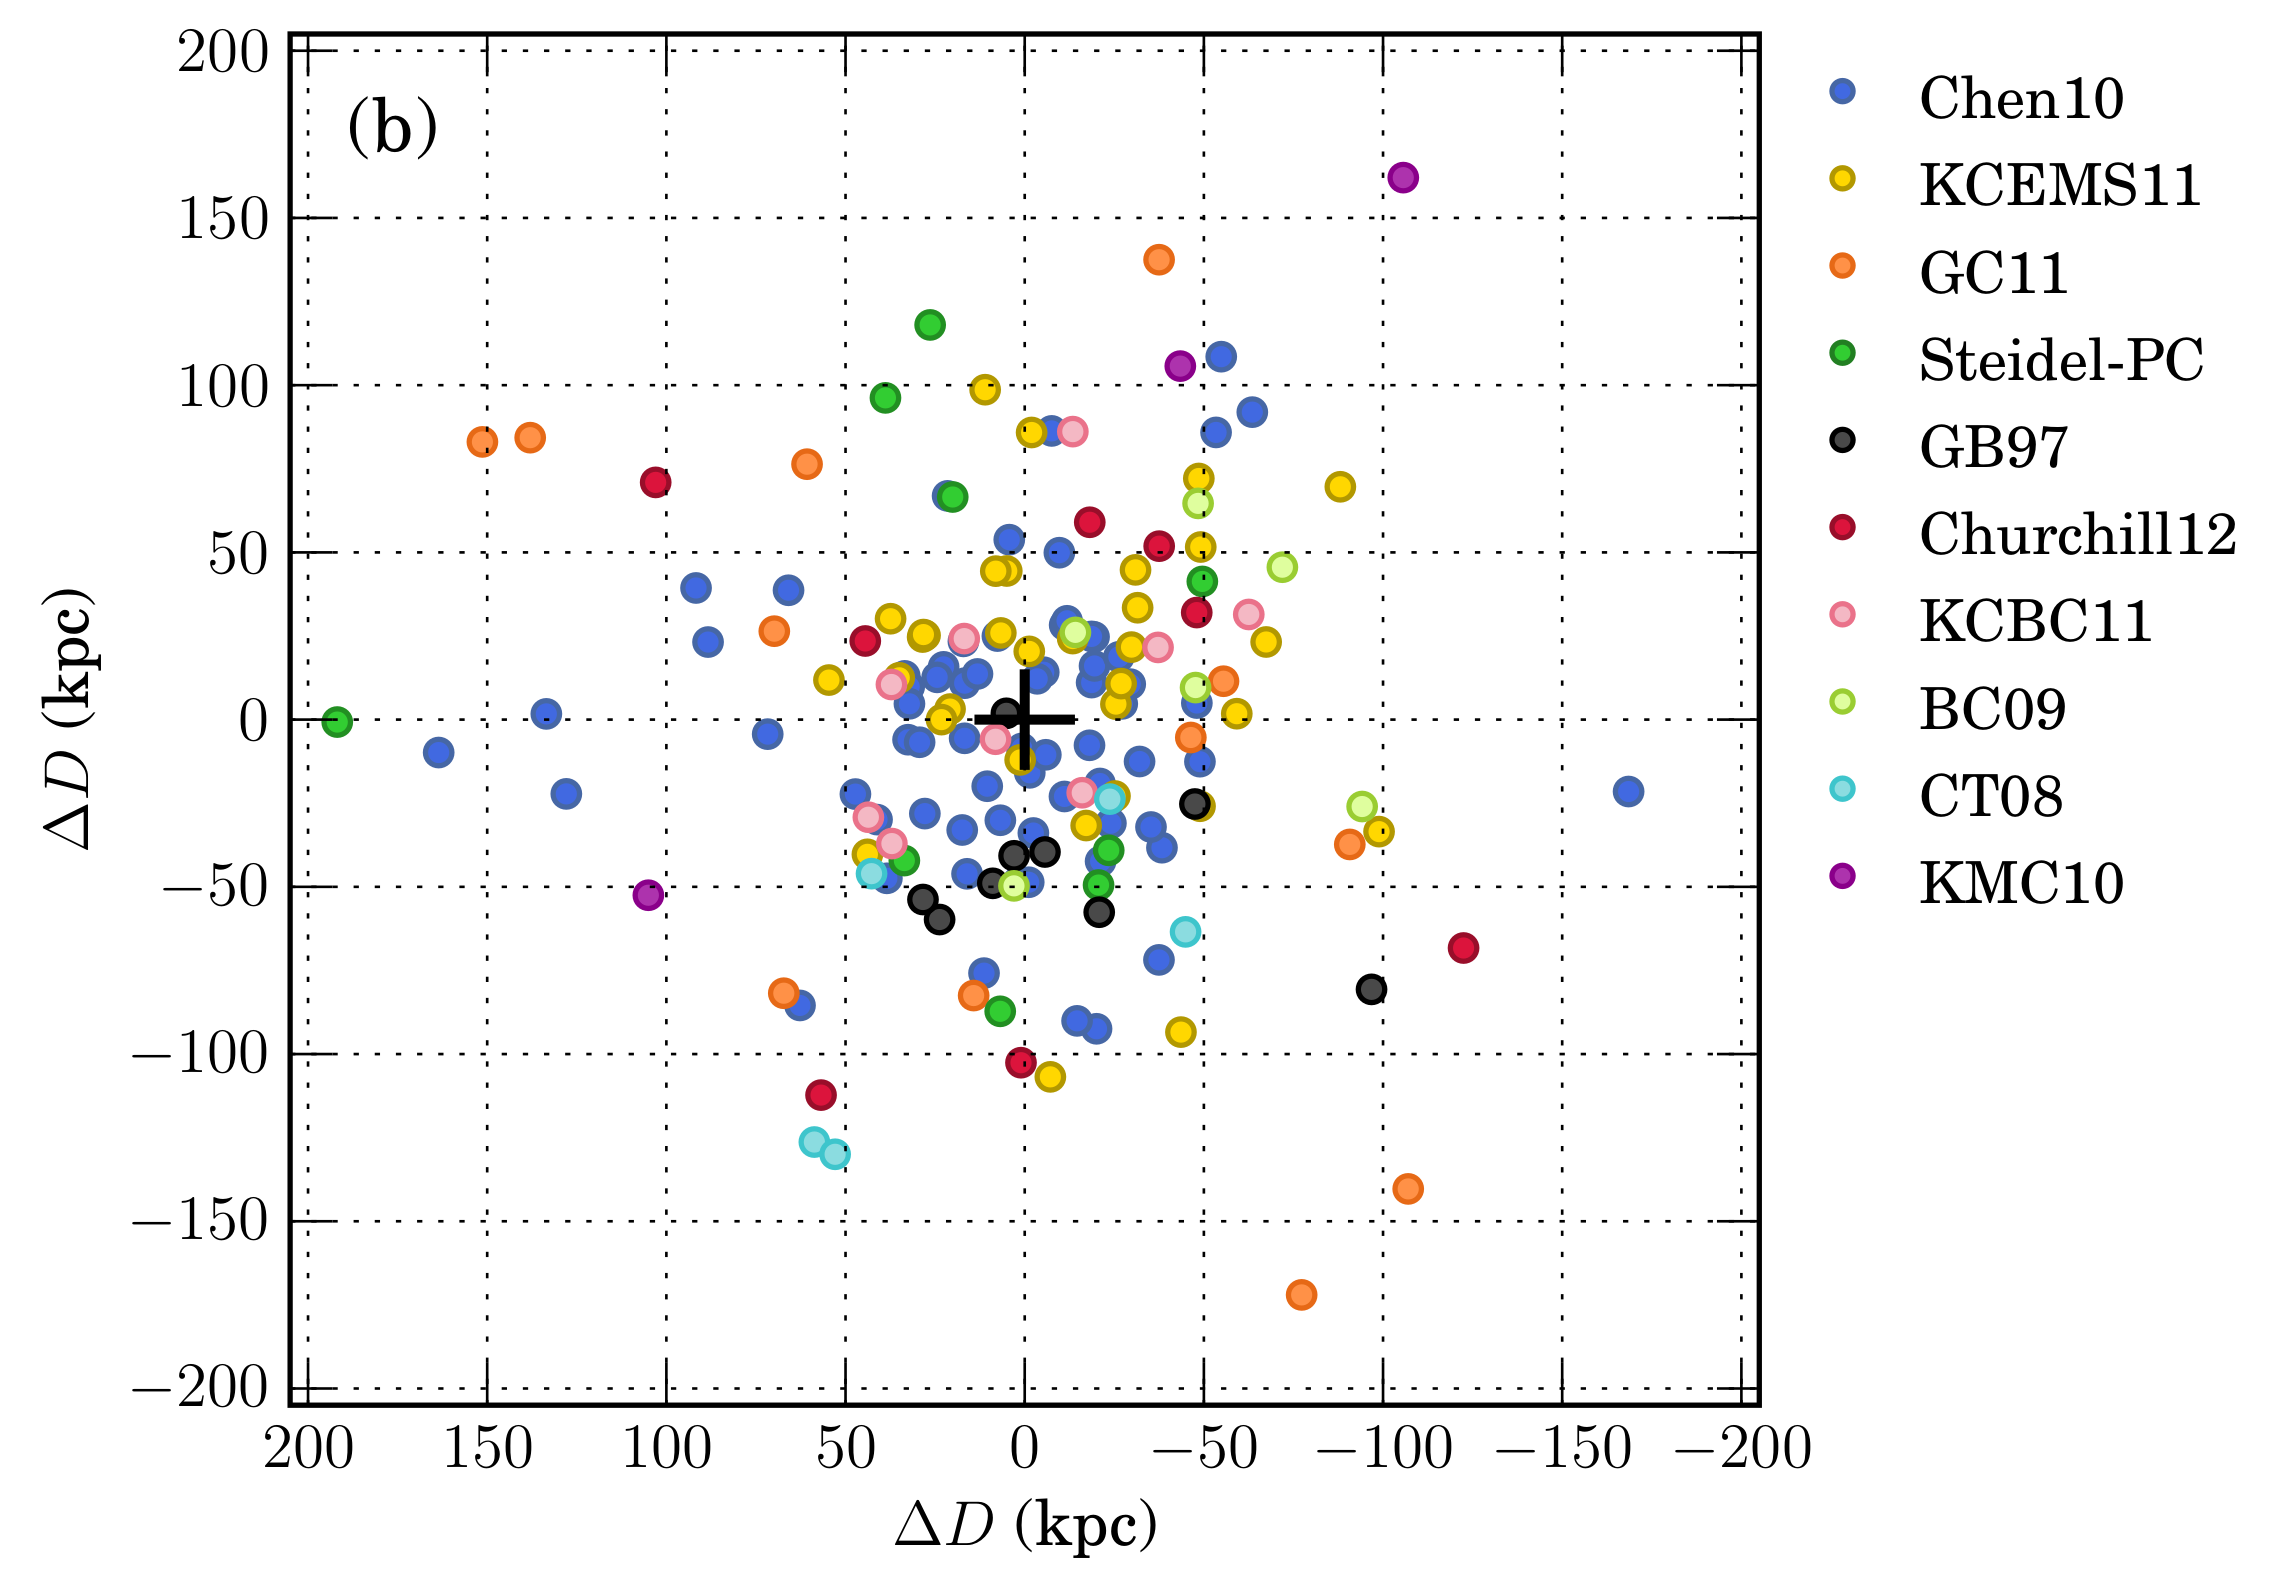 (b)
200
150
100
50
0
−50
−100
−150
−200
ΔD (kpc)
200 150 100 50 0 −50 −100 −150 −200
ΔD (kpc)
Chen10
KCEMS11
GC11
Steidel-PC
GB97
Churchill12
KCBC11
BC09
CT08
KMC10